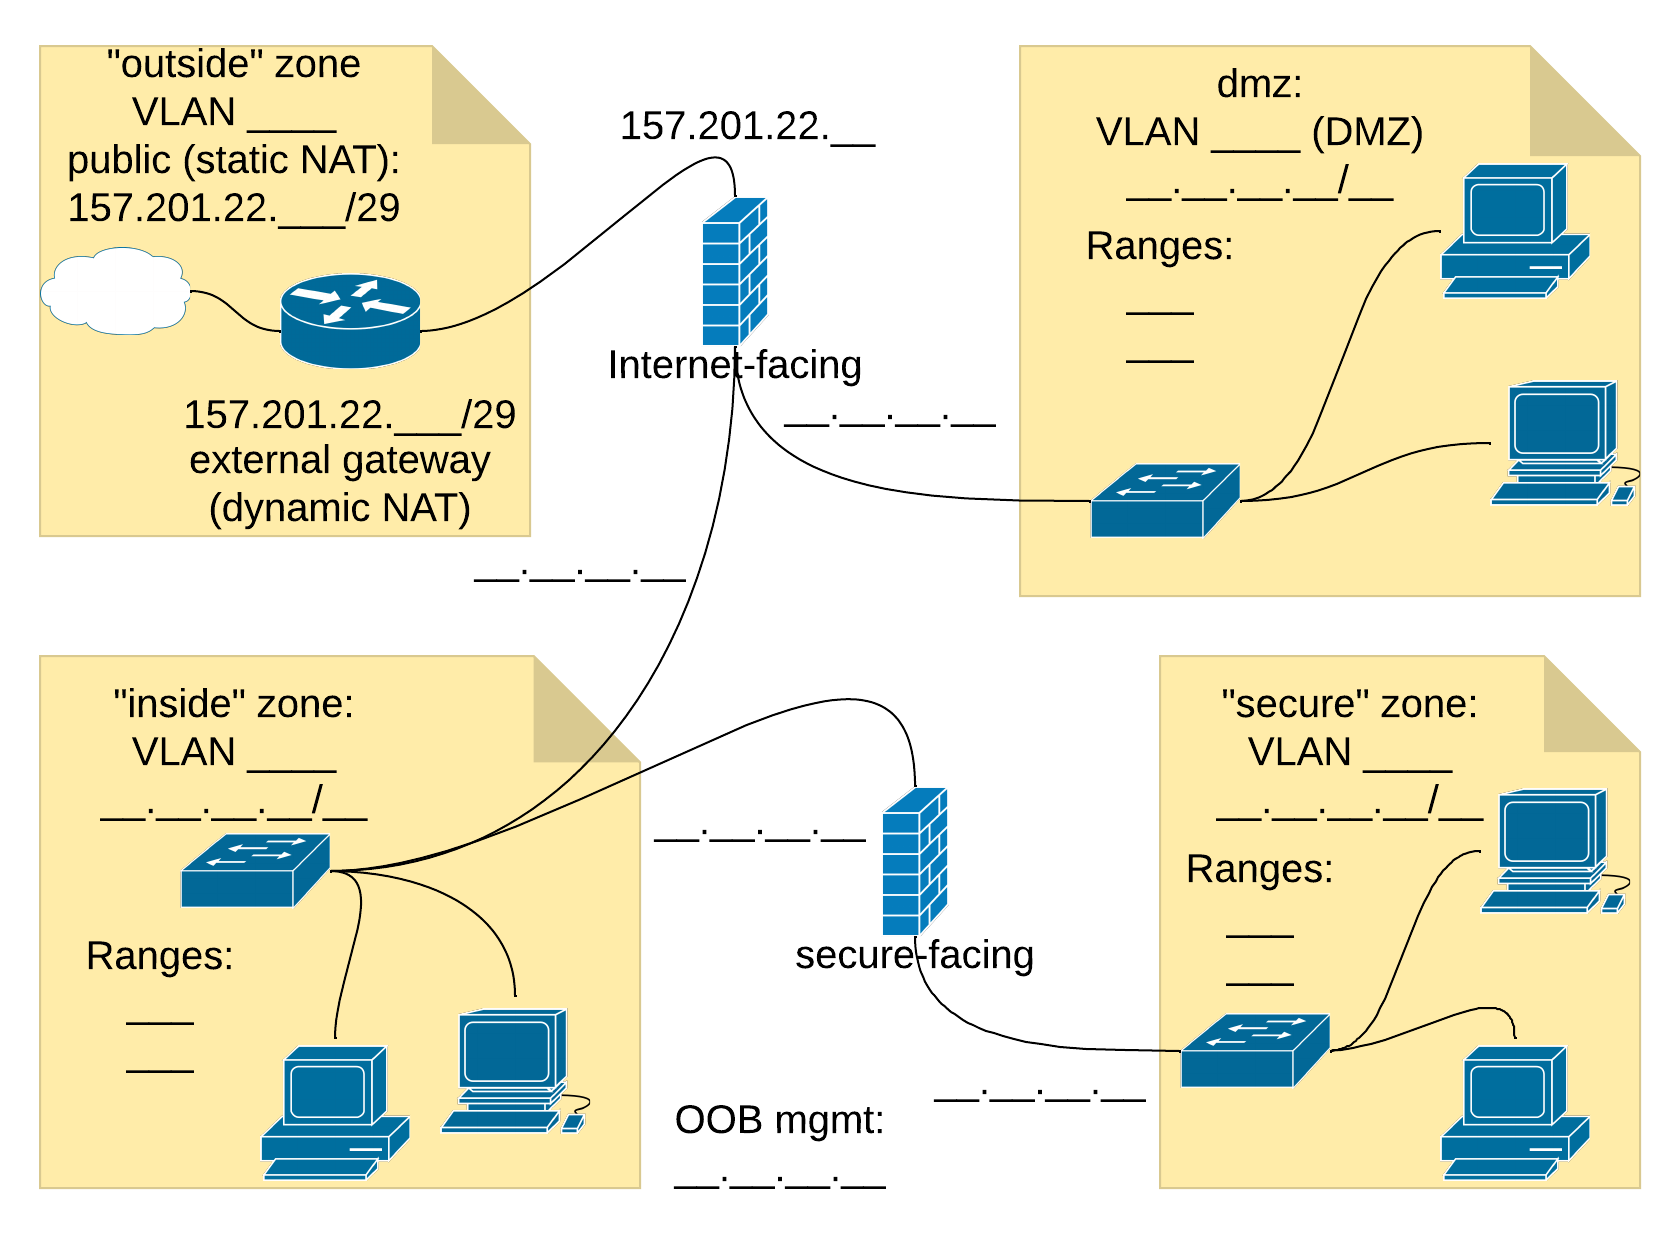 "outside" zone
VLAN ____
public (static NAT):
157.201.22.___/29
157.201.22.___/29
external gateway
(dynamic NAT)
157.201.22.__
Internet-facing
__.__.__.__
__.__.__.__
dmz:
VLAN ____ (DMZ)
__.__.__.__/__
Ranges:
___
___
"inside" zone:
VLAN ____
__.__.__.__/__
Ranges:
___
___
__.__.__.__
secure-facing
__.__.__.__
OOB mgmt:
__.__.__.__
"secure" zone:
VLAN ____
__.__.__.__/__
Ranges:
___
___